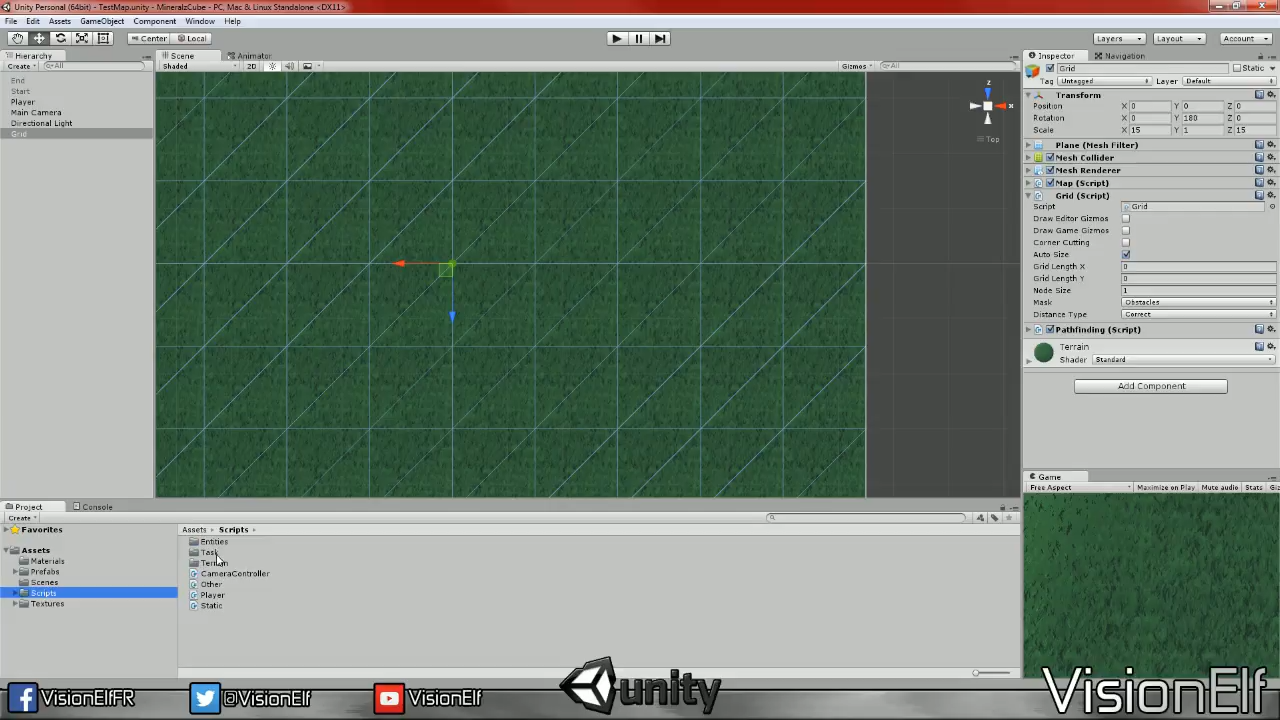 Unity Personal (64bit) - TestMap.unity - MineralzCube - PC, Mac & Linux Standalone <DX11>
File Edit Assets GameObject Component Window Help
Center Local
Layers Layout Account
Hierarchy
Create All
End
Start
Player
Main Camera
Directional Light
Grid
Scene Animator
Shaded 2D Gizmos All
z
x
Top
Inspector Navigation
Grid Static
Tag Untagged Layer Default
Transform
Position X 0 Y 0 Z 0
Rotation X 0 Y 180 Z 0
Scale X 15 Y 1 Z 15
Plane (Mesh Filter)
Mesh Collider
Mesh Renderer
Map (Script)
Grid (Script)
Script Grid
Draw Editor Gizmos
Draw Game Gizmos
Corner Cutting
Auto Size
Grid Length X 0
Grid Length Y 0
Node Size 1
Mask Obstacles
Distance Type Correct
Pathfinding (Script)
Terrain
Shader Standard
Add Component
Game
Free Aspect Maximize on Play Mute audio Stats Giz
Project Console
Create
Favorites
Assets
Materials
Prefabs
Scenes
Scripts
Textures
Assets Scripts
Entities
Task
Terrain
CameraController
Other
Player
Static
VisionElfFR @VisionElf VisionElf unity VisionElf